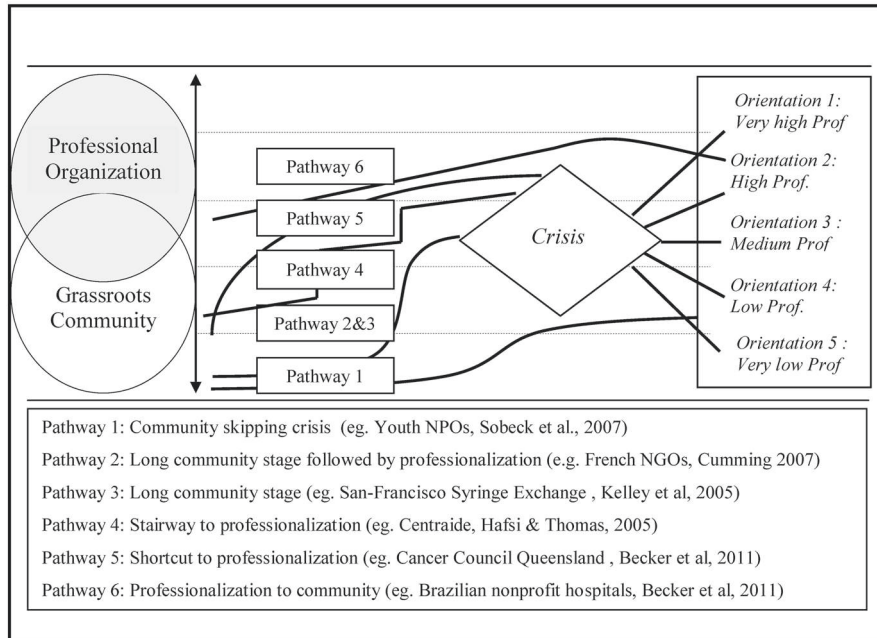 Professional
Organization
Grassroots
Community
Pathway 6
Pathway 5
Pathway 4
Pathway 2&3
Pathway 1
Crisis
Orientation 1:
Very high Prof
Orientation 2:
High Prof.
Orientation 3 :
Medium Prof
Orientation 4:
Low Prof.
Orientation 5 :
Very low Prof
Pathway 1: Community skipping crisis (eg. Youth NPOs, Sobeck et al., 2007)
Pathway 2: Long community stage followed by professionalization (e.g. French NGOs, Cumming 2007)
Pathway 3: Long community stage (eg. San-Francisco Syringe Exchange , Kelley et al, 2005)
Pathway 4: Stairway to professionalization (eg. Centraide, Hafsi & Thomas, 2005)
Pathway 5: Shortcut to professionalization (eg. Cancer Council Queensland , Becker et al, 2011)
Pathway 6: Professionalization to community (eg. Brazilian nonprofit hospitals, Becker et al, 2011)